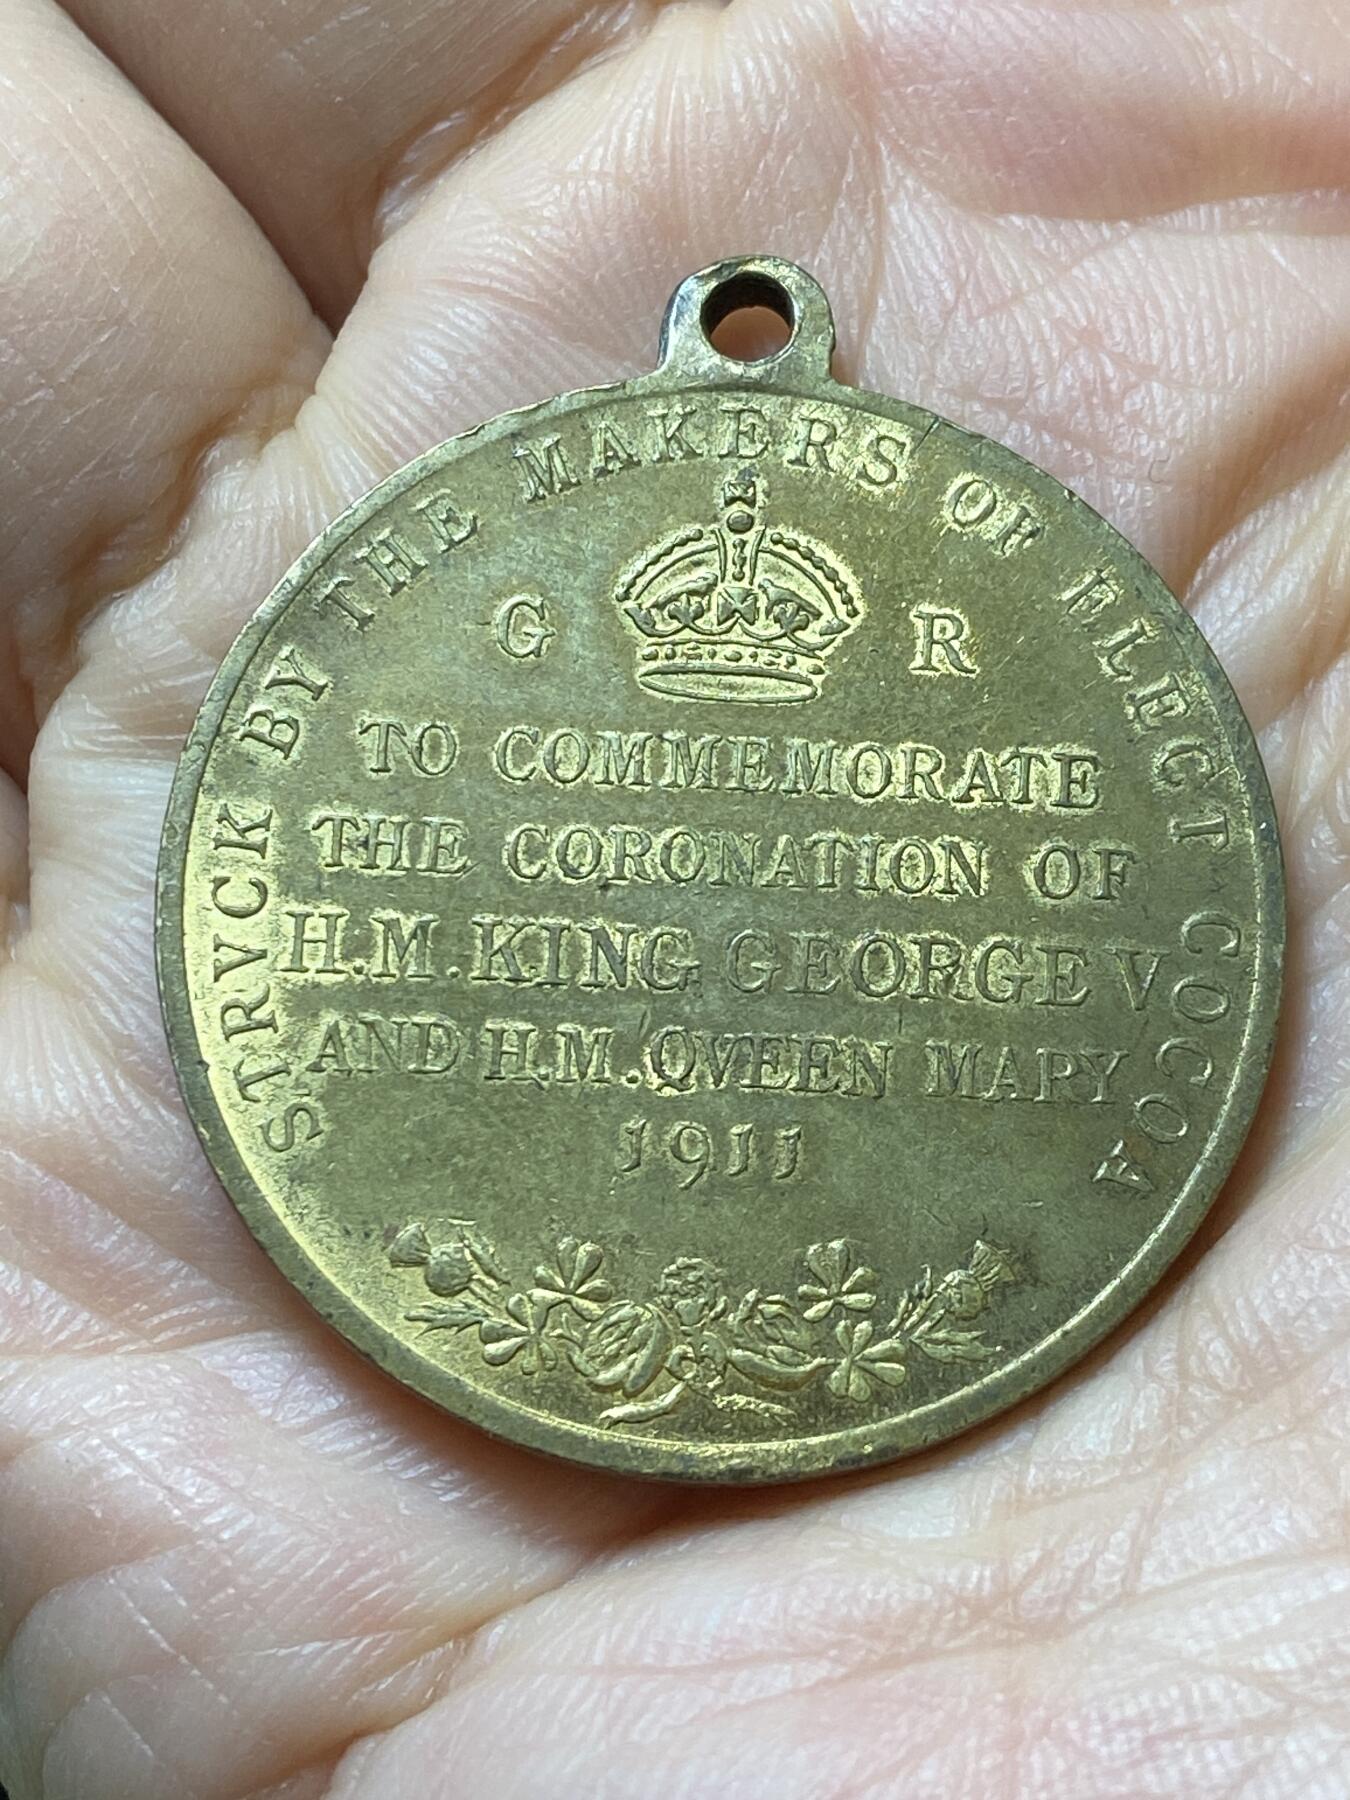 STRVCK BY THE MAKERS OF ELECT COCOA
G R
TO COMMEMORATE
THE CORONATION OF
H.M. KING GEORGE V
AND H.M. QVEEN MARY
1911